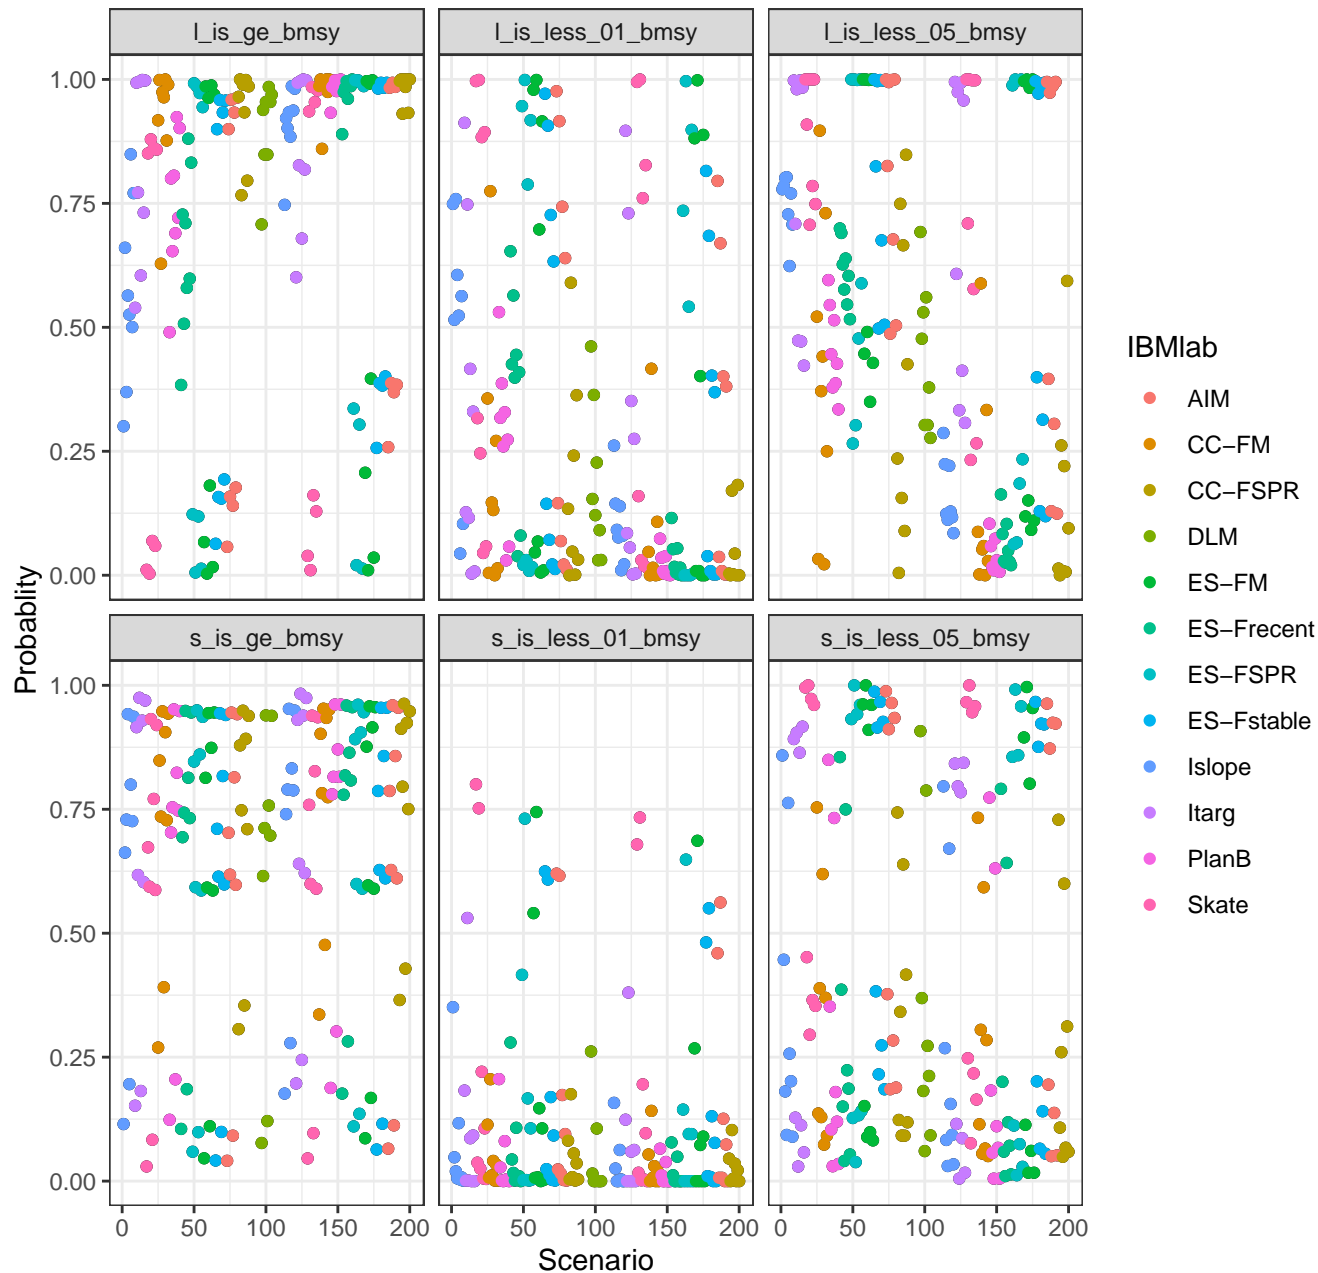 l_is_ge_bmsy l_is_less_01_bmsy l_is_less_05_bmsy
1.00
0.75
0.50
0.25
0.00
s_is_ge_bmsy s_is_less_01_bmsy s_is_less_05_bmsy
1.00
0.75
0.50
0.25
0.00
0 50 100 150 200 0 50 100 150 200 0 50 100 150 200
Scenario
Probablity
IBMlab
AIM
CC−FM
CC−FSPR
DLM
ES−FM
ES−Frecent
ES−FSPR
ES−Fstable
Islope
Itarg
PlanB
Skate